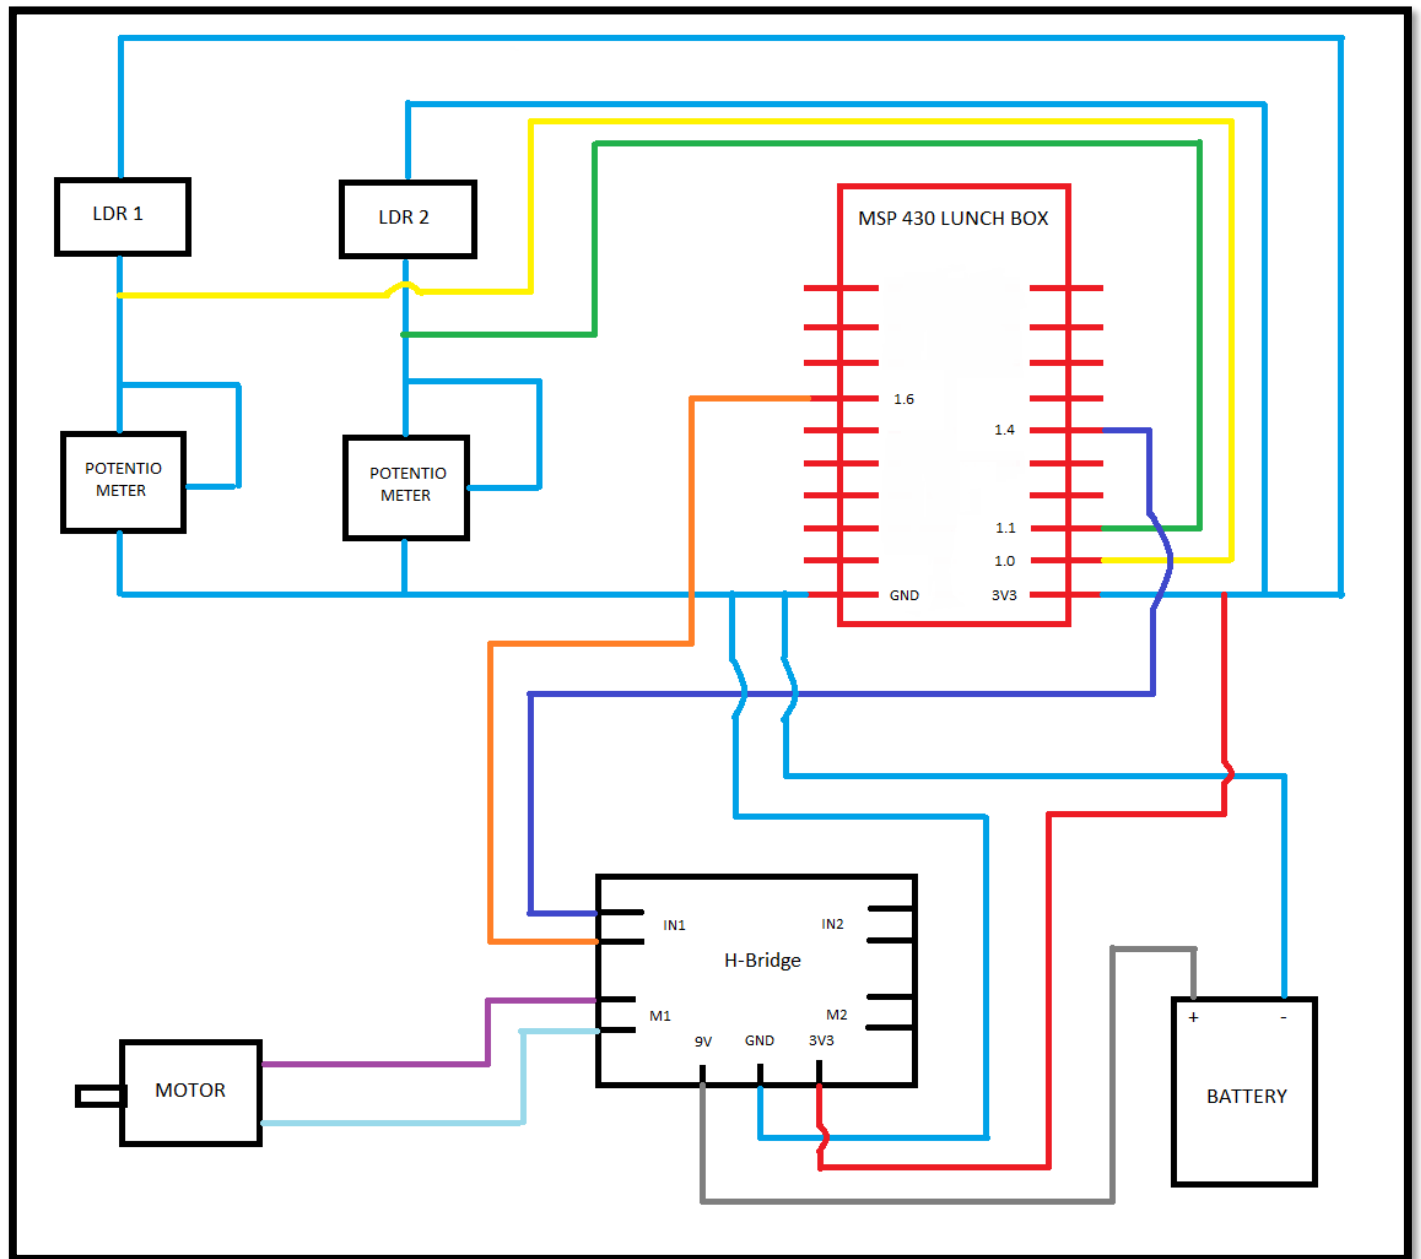 LDR 1
LDR 2
MSP 430 LUNCH BOX
1.6
1.4
POTENTIO
METER
POTENTIO
METER
1.1
1.0
GND
3V3
IN1
IN2
H-Bridge
M1
M2
9V
GND
3V3
MOTOR
+
-
BATTERY